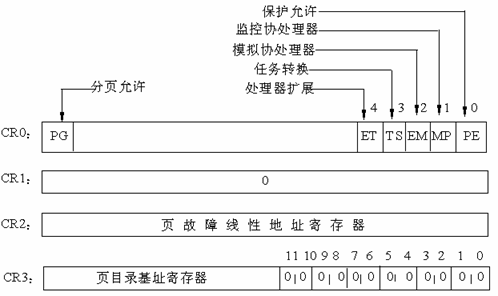 保护允许
监控协处理器
模拟协处理器
任务转换
分页允许
处理器扩展
4 3 2 1 0
CR0: PG ET TS EM MP PE
CR1: 0
CR2: 页故障线性地址寄存器
11 10 9 8 7 6 5 4 3 2 1 0
CR3: 页目录基址寄存器 0 0 0 0 0 0 0 0 0 0 0 0